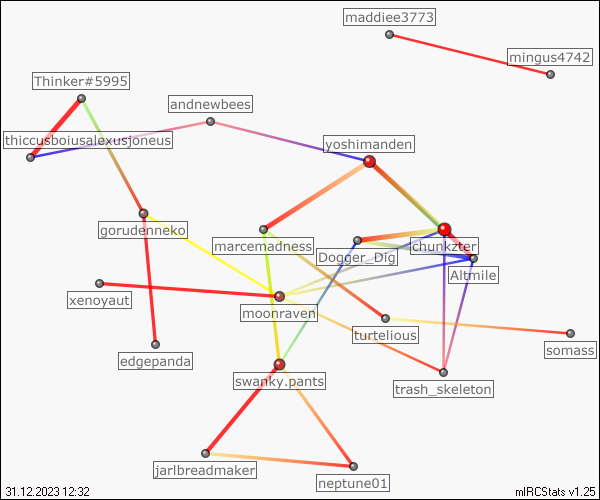 maddiee3773
mingus4742
Thinker#5995
andnewbees
thiccusboiusalexursjoneus
yoshimanden
gorudenneko
marcemadness
Dogger_Dig
chunkzter
Altmile
xenoyaut
moonraven
turtelious
edgepanda
somass
swanky.pants
trash_skeleton
jarlbreadmaker
neptune01
31.12.2023 12:32
mIRCStats v1.25